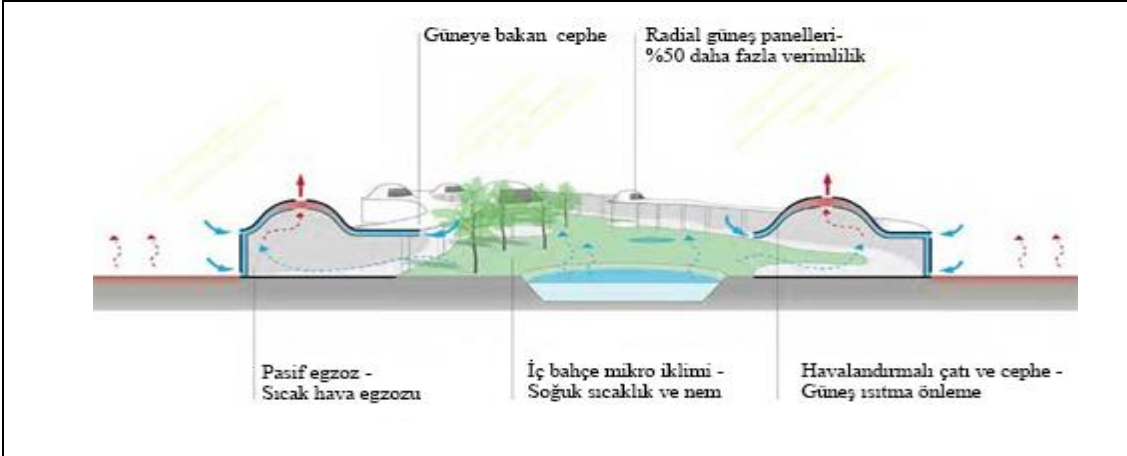 Güneye bakan cephe
Radial güneş panelleri-
%50 daha fazla verimlilik
Pasif egzoz -
Sıcak hava egzozu
İç bahçe mikro iklimi -
Soğuk sıcaklık ve nem
Havalandırmalı çatı ve cephe -
Güneş ısıtma önleme